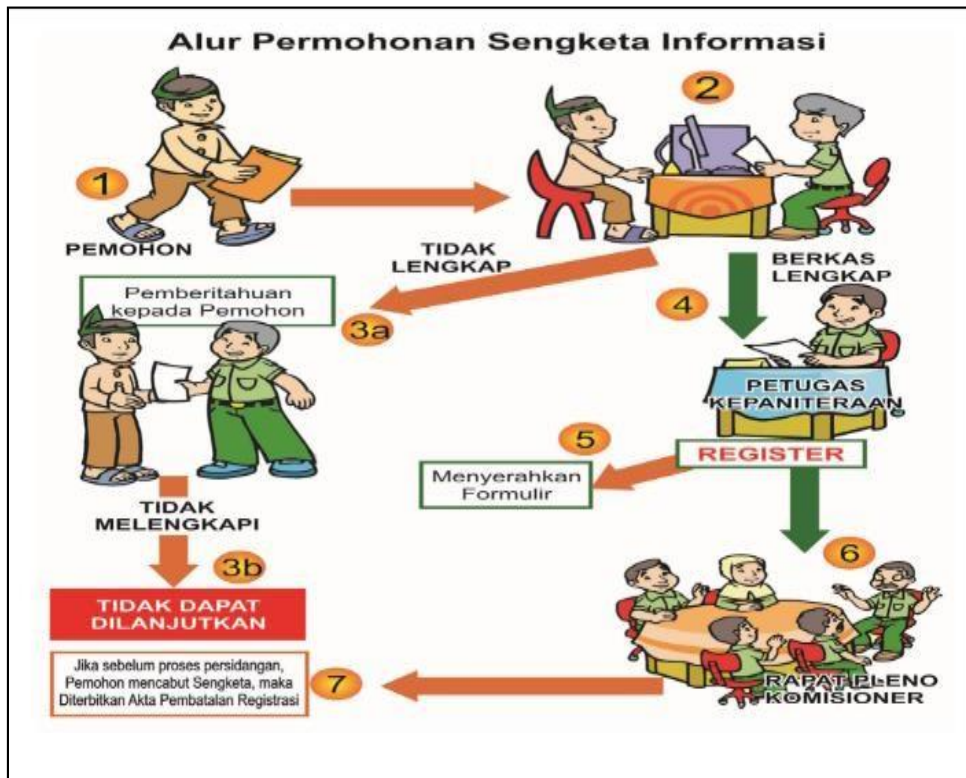 Alur Permohonan Sengketa Informasi
1
PEMOHON
2
TIDAK
LENGKAP
BERKAS
LENGKAP
Pemberitahuan
kepada Pemohon
3a
4
PETUGAS
KEPANITERAAN
REGISTER
5
Menyerahkan
Formulir
TIDAK
MELENGKAPI
3b
TIDAK DAPAT
DILANJUTKAN
6
RAPAT PLENO
KOMISIONER
7
Jika sebelum proses persidangan,
Pemohon mencabut Sengketa, maka
Diterbitkan Akta Pembatalan Registrasi